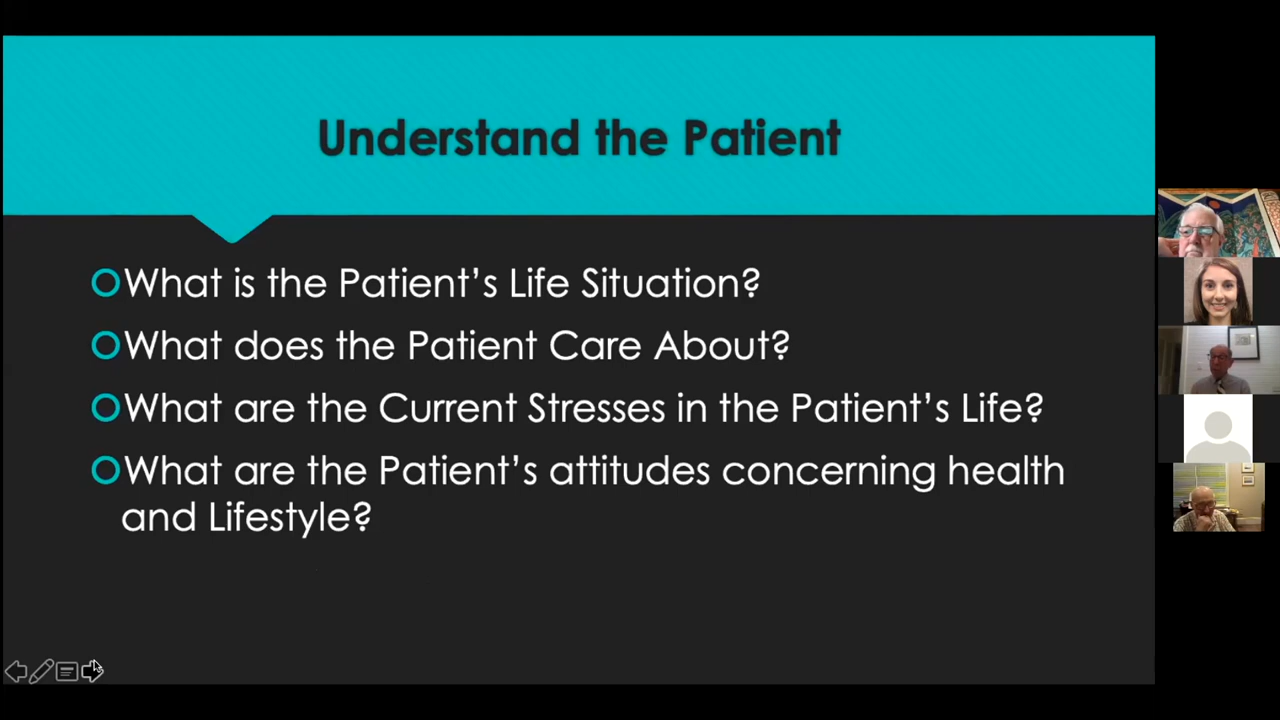 Understand the Patient
What is the Patient's Life Situation?
What does the Patient Care About?
What are the Current Stresses in the Patient's Life?
What are the Patient's attitudes concerning health
and Lifestyle?